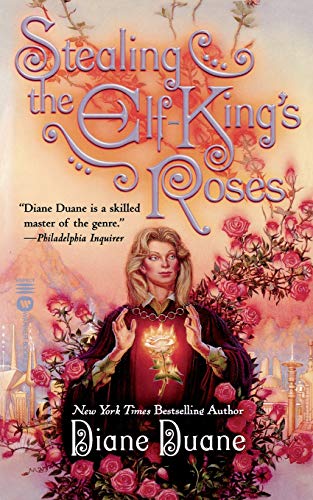 Stealing
the Elf-King's
Roses
“Diane Duane is a skilled
master of the genre.”
—Philadelphia Inquirer
New York Times Bestselling Author
Diane Duane